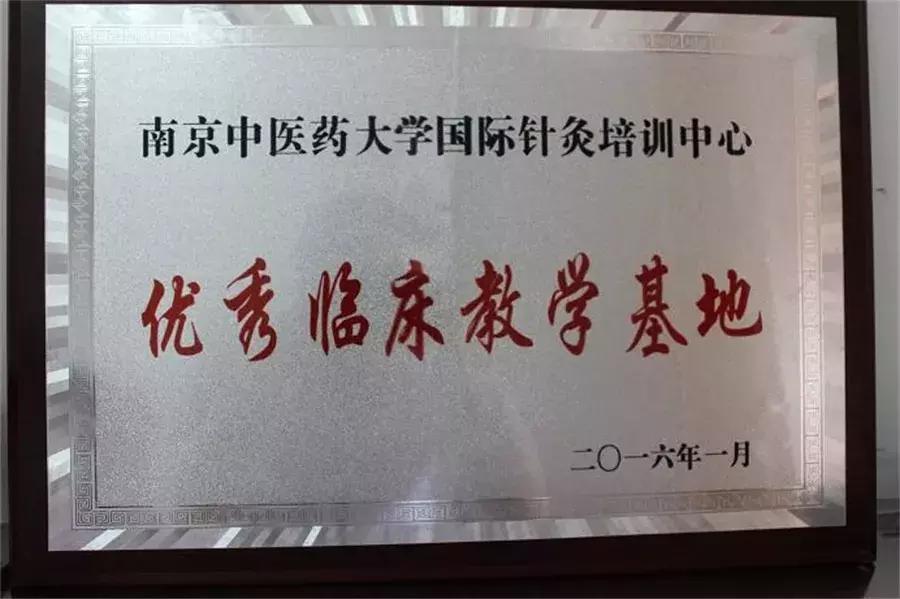 南京中医药大学国际针灸培训中心
优秀临床教学基地
二〇一六年一月